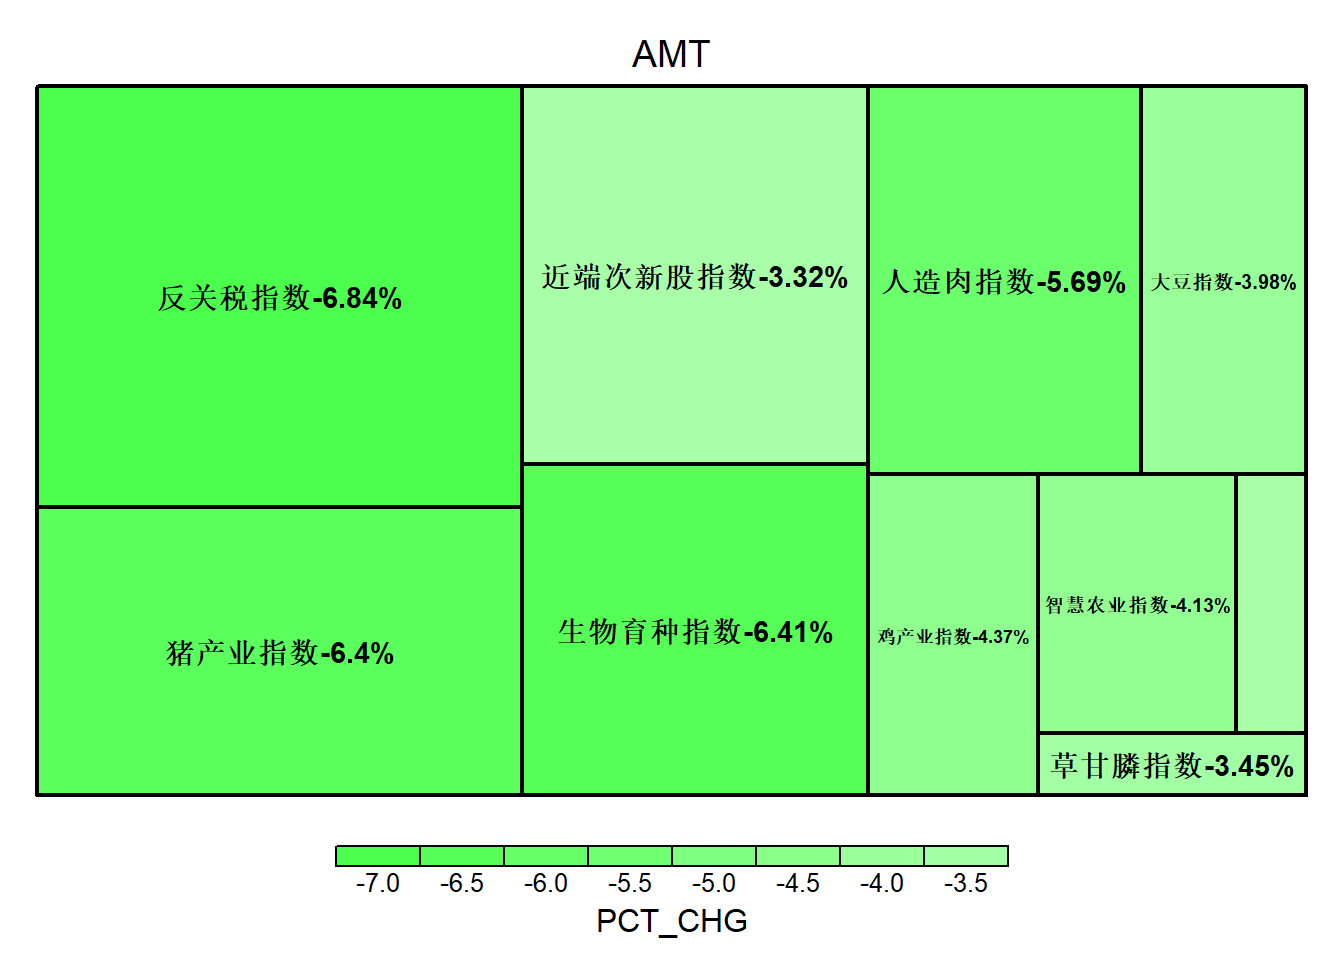 AMT
反关税指数-6.84%
近端次新股指数-3.32%
人造肉指数-5.69%
大豆指数-3.98%
猪产业指数-6.4%
生物育种指数-6.41%
鸡产业指数-4.37%
智慧农业指数-4.13%
草甘膦指数-3.45%
-7.0 -6.5 -6.0 -5.5 -5.0 -4.5 -4.0 -3.5
PCT_CHG